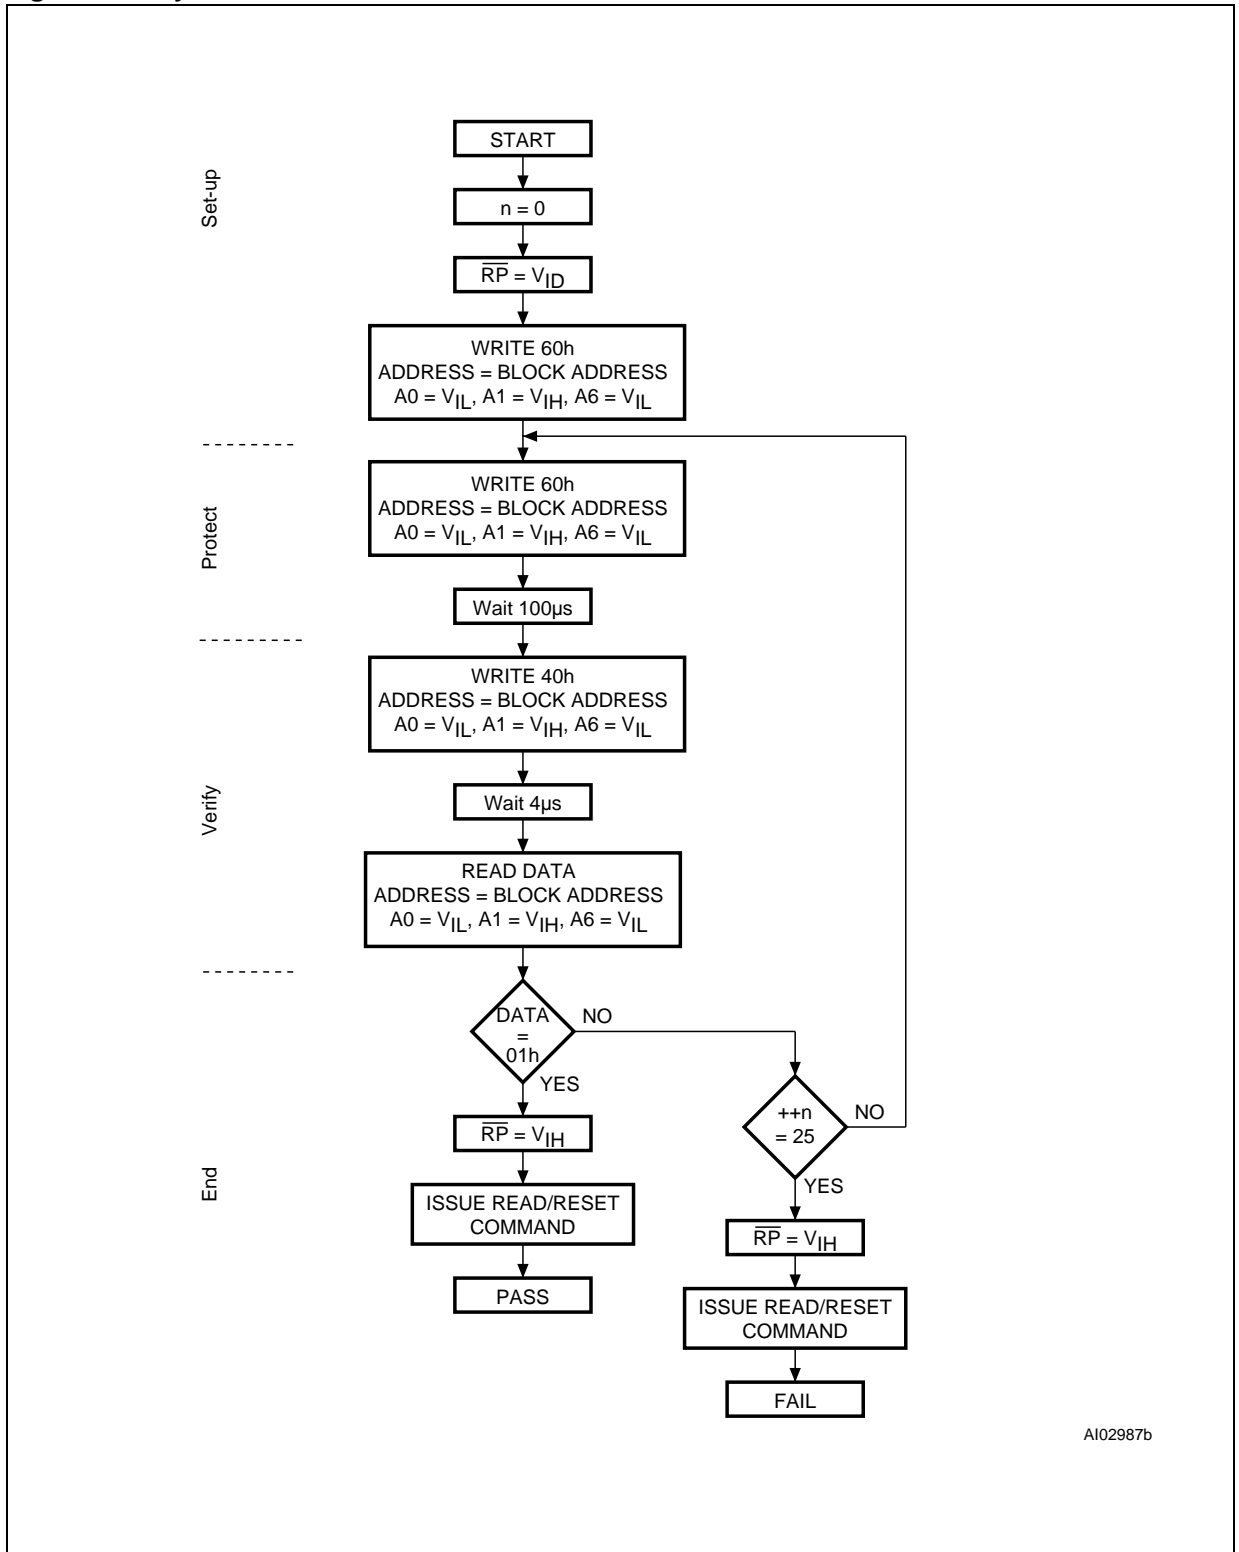 Set-up
START
n = 0
R̅P̅ = VID
WRITE 60h
ADDRESS = BLOCK ADDRESS
A0 = VIL, A1 = VIH, A6 = VIL
Protect
WRITE 60h
ADDRESS = BLOCK ADDRESS
A0 = VIL, A1 = VIH, A6 = VIL
Wait 100µs
Verify
WRITE 40h
ADDRESS = BLOCK ADDRESS
A0 = VIL, A1 = VIH, A6 = VIL
Wait 4µs
READ DATA
ADDRESS = BLOCK ADDRESS
A0 = VIL, A1 = VIH, A6 = VIL
End
DATA
=
01h
NO
YES
R̅P̅ = VIH
ISSUE READ/RESET
COMMAND
PASS
++n
= 25
NO
YES
R̅P̅ = VIH
ISSUE READ/RESET
COMMAND
FAIL
AI02987b